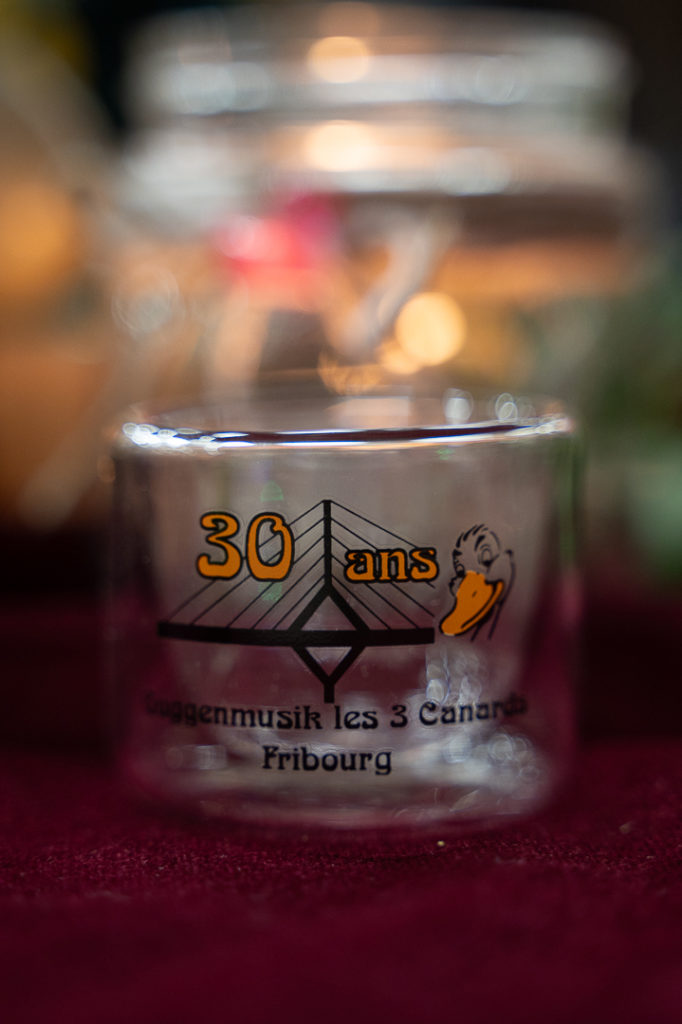 30 ans
Guggenmusik les 3 Canards
Fribourg